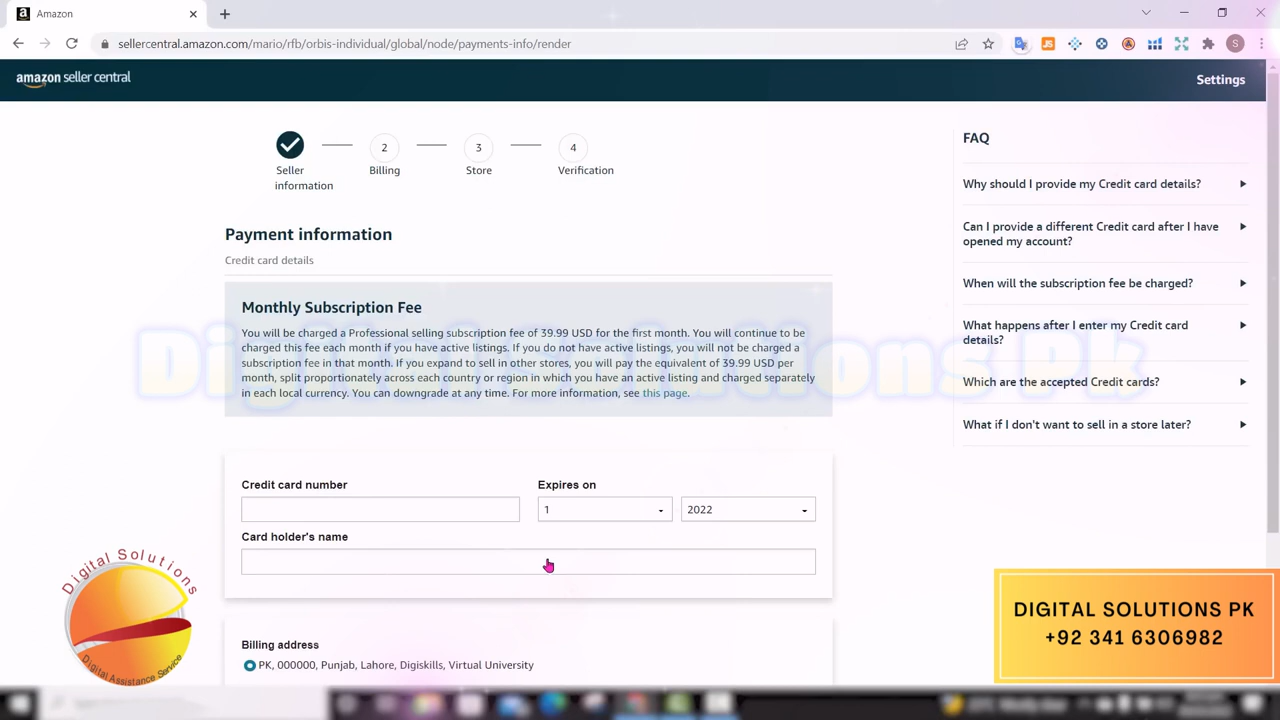 Amazon
sellercentral.amazon.com/mario/rfb/orbis-individual/global/node/payments-info/render
amazon seller central
Settings
2
3
4
Seller
information
Billing
Store
Verification
Payment information
Credit card details
Monthly Subscription Fee
You will be charged a Professional selling subscription fee of 39.99 USD for the first month. You will continue to
be charged this fee each month if you have active listings. If you do not have active listings, you will not be charged a
subscription fee in that month. If you expand to sell in other stores, you will pay the equivalent of 39.99 USD per
month, split proportionately across each country or region in which you have an active listing and charged separately
in each local currency. You can downgrade at any time. For more information, see this page.
Credit card number
Expires on
1
2022
Card holder's name
Billing address
PK, 000000, Punjab, Lahore, Digiskills, Virtual University
FAQ
Why should I provide my Credit card details?
Can I provide a different Credit card after I have
opened my account?
When will the subscription fee be charged?
What happens after I enter my Credit card
details?
Which are the accepted Credit cards?
What if I don't want to sell in a store later?
Digital Solutions
Digital Assistance Service
DIGITAL SOLUTIONS PK
+92 341 6306982